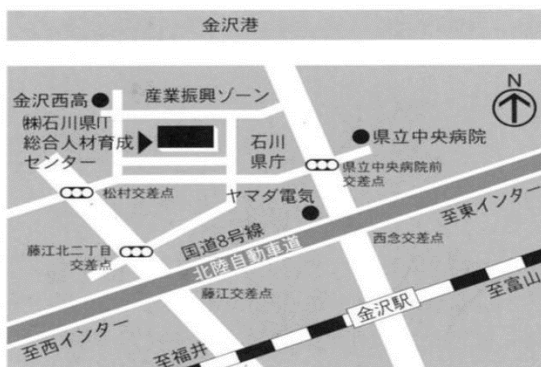 金沢港
N
金沢西高
産業振興ゾーン
㈱石川県IT
総合人材育成
センター
石川
県庁
県立中央病院
県立中央病院前
交差点
松村交差点
ヤマダ電気
至東インター
国道8号線
西念交差点
藤江北二丁目
交差点
北陸自動車道
藤江交差点
至富山
金沢駅
至西インター
至福井